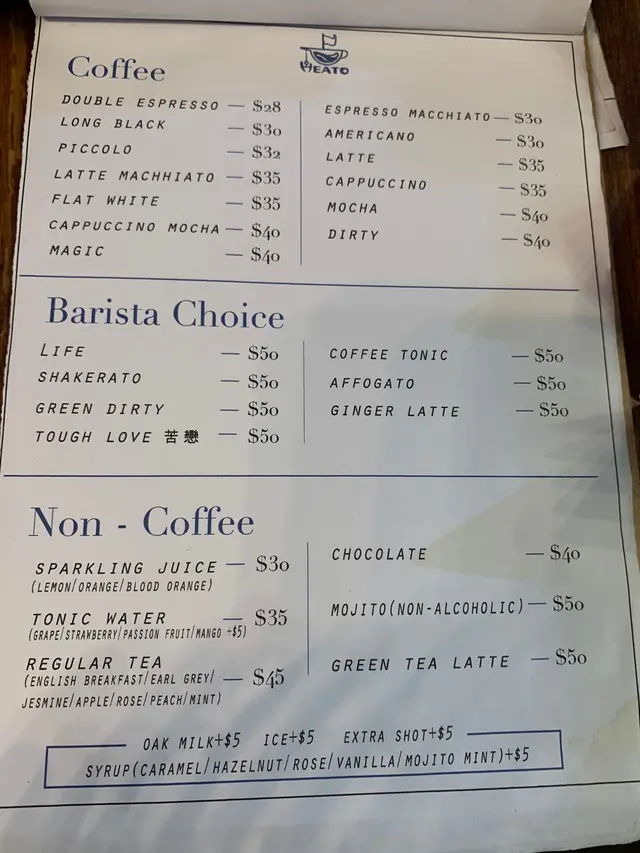 HEATO
Coffee
DOUBLE ESPRESSO — $28
LONG BLACK — $30
PICCOLO — $32
LATTE MACHHIATO — $35
FLAT WHITE — $35
CAPPUCCINO MOCHA — $40
MAGIC — $40
ESPRESSO MACCHIATO — $30
AMERICANO — $30
LATTE — $35
CAPPUCCINO — $35
MOCHA — $40
DIRTY — $40
Barista Choice
LIFE — $50
SHAKERATO — $50
GREEN DIRTY — $50
TOUGH LOVE 苦戀 — $50
COFFEE TONIC — $50
AFFOGATO — $50
GINGER LATTE — $50
Non - Coffee
SPARKLING JUICE — $30
(LEMON/ORANGE/BLOOD ORANGE)
TONIC WATER — $35
(GRAPE/STRAWBERRY/PASSION FRUIT/MANGO +$5)
REGULAR TEA
(ENGLISH BREAKFAST/EARL GREY/ — $45
JESMINE/APPLE/ROSE/PEACH/MINT)
CHOCOLATE — $40
MOJITO(NON-ALCOHOLIC) — $50
GREEN TEA LATTE — $50
OAK MILK+$5 ICE+$5 EXTRA SHOT+$5
SYRUP(CARAMEL/HAZELNUT/ROSE/VANILLA/MOJITO MINT)+$5